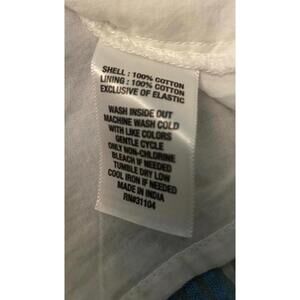 SHELL : 100% COTTON
LINING : 100% COTTON
EXCLUSIVE OF ELASTIC
WASH INSIDE OUT
MACHINE WASH COLD
WITH LIKE COLORS
GENTLE CYCLE
ONLY NON-CHLORINE
BLEACH IF NEEDED
TUMBLE DRY LOW
COOL IRON IF NEEDED
MADE IN INDIA
RN#31104